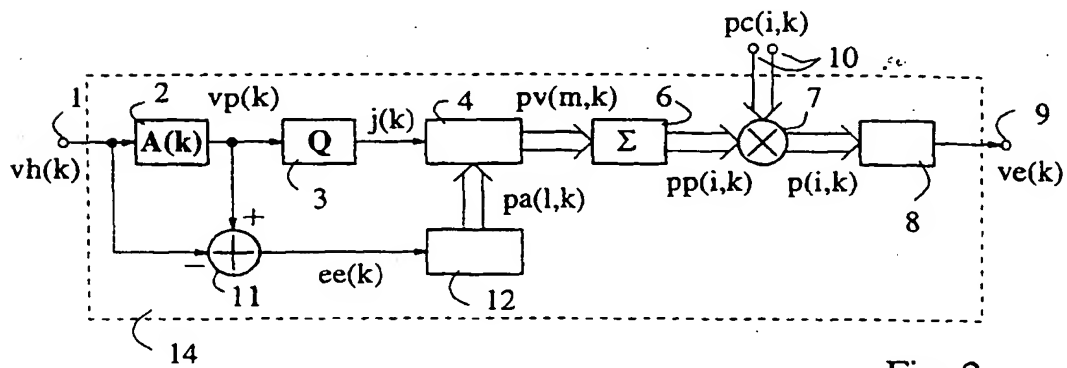 pc(i,k)
10
1
2
vp(k)
4
pv(m,k)
6
7
9
A(k)
Q
j(k)
Σ
vh(k)
3
pp(i,k)
p(i,k)
8
ve(k)
pa(l,k)
+
−
11
ee(k)
12
14